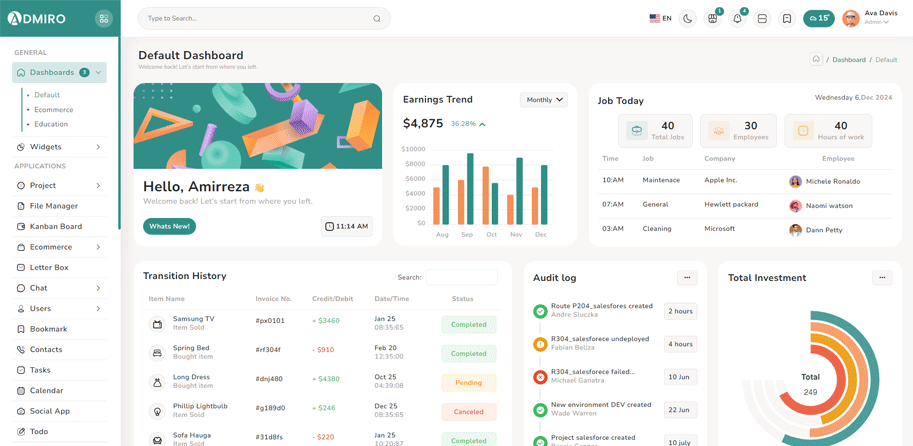 ADMIRO
Type to Search...
EN
1
4
15°
Ava Davis
Admin
GENERAL
Dashboards 3
Default
Ecommerce
Education
Widgets
APPLICATIONS
Project
File Manager
Kanban Board
Ecommerce
Letter Box
Chat
Users
Bookmark
Contacts
Tasks
Calendar
Social App
Todo
Default Dashboard
Welcome back! Let's start from where you left.
/ Dashboard / Default
Hello, Amirreza 👋
Welcome back! Let's start from where you left.
Whats New!
11:14 AM
Earnings Trend
Monthly
$4,875 36.28%
$10000
$8000
$6000
$4000
$2000
$0
Aug Sep Oct Nov Dec
Job Today
Wednesday 6,Dec 2024
40
Total Jobs
30
Employees
40
Hours of work
Time Job Company Employee
10:AM Maintenace Apple Inc. Michele Ronaldo
07:AM General Hewlett packard Naomi watson
03:AM Cleaning Microsoft Dann Petty
Transition History
Search:
Item Name Invoice No. Credit/Debit Date/Time Status
Samsung TV
Item Sold
#px0101 + $3460
Jan 25
08:35:65
Completed
Spring Bed
Bought item
#rf304f - $910
Feb 20
12:35:00
Completed
Long Dress
Bought item
#dnj480 + $4380
Oct 25
04:39:08
Pending
Phillip Lightbulb
Item Sold
#g189d0 + $246
Dec 25
08:35:65
Canceled
Sofa Hauga
Item Sold
#31d8fs - $220
Jan 25
10:20:87
Completed
Audit log
Route P204_salesfores created
Andre Siuczka
2 hours
R304_salesforece undeployed
Fabian Beliza
4 hours
R304_salesforece failed...
Michael Ganatra
10 Jun
New environment DEV created
Wade Warren
22 Jun
Project salesforce created
10 july
Total Investment
Total
249